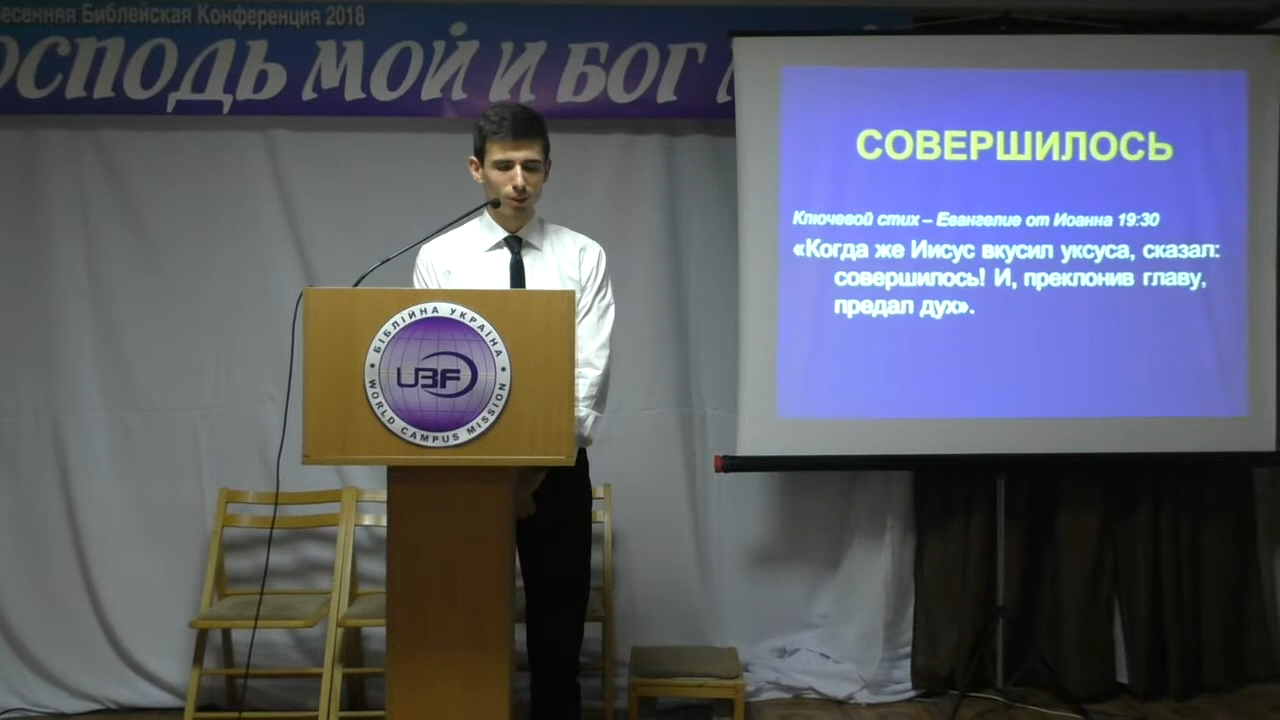 есенняя Библейская Конференция 2018
ОСПОДЬ МОЙ И БОГ М
СОВЕРШИЛОСЬ
Ключевой стих – Евангелие от Иоанна 19:30
«Когда же Иисус вкусил уксуса, сказал:
совершилось! И, преклонив главу,
предал дух».
БІБЛІЙНА УКРАЇНА
UBF
WORLD CAMPUS MISSION